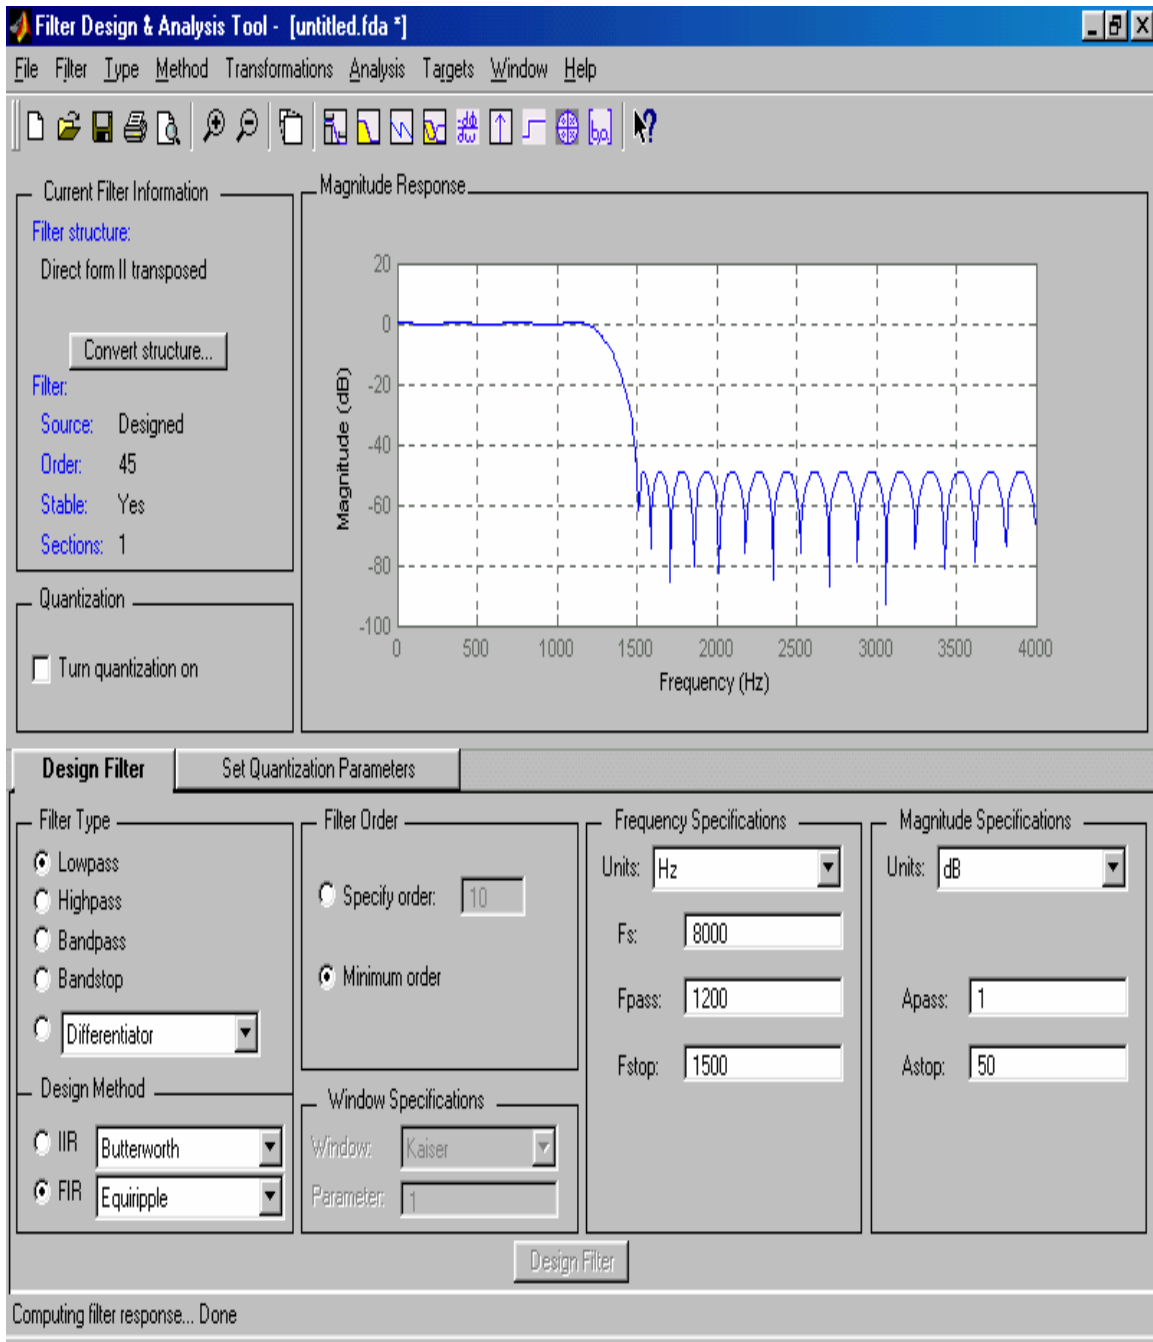 Filter Design & Analysis Tool - [untitled.fda *]
File Filter Type Method Transformations Analysis Targets Window Help
Current Filter Information
Filter structure:
Direct form II transposed
Convert structure...
Filter:
Source: Designed
Order: 45
Stable: Yes
Sections: 1
Quantization
Turn quantization on
Magnitude Response
Magnitude (dB)
20
0
-20
-40
-60
-80
-100
0 500 1000 1500 2000 2500 3000 3500 4000
Frequency (Hz)
Design Filter
Set Quantization Parameters
Filter Type
Lowpass
Highpass
Bandpass
Bandstop
Differentiator
Design Method
IIR Butterworth
FIR Equiripple
Filter Order
Specify order: 10
Minimum order
Window Specifications
Window: Kaiser
Parameter: 1
Frequency Specifications
Units: Hz
Fs: 8000
Fpass: 1200
Fstop: 1500
Magnitude Specifications
Units: dB
Apass: 1
Astop: 50
Design Filter
Computing filter response... Done